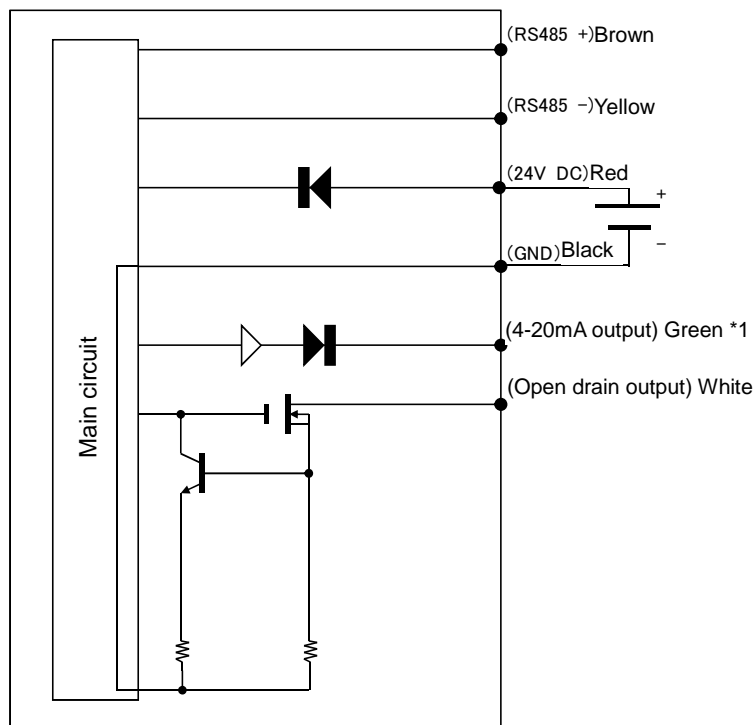 (RS485 +)Brown
(RS485 -)Yellow
(24V DC)Red
+
-
(GND)Black
(4-20mA output) Green *1
(Open drain output) White
Main circuit